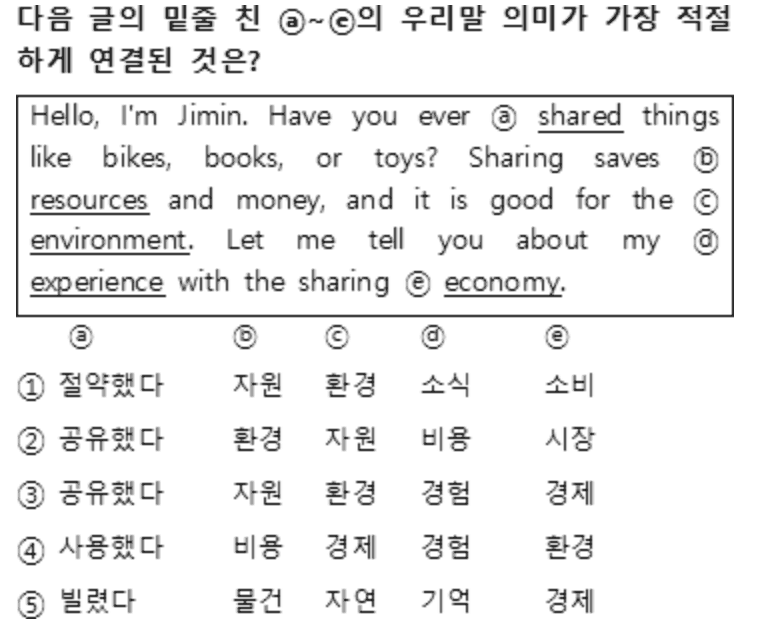 다음 글의 밑줄 친 ⓐ~ⓔ의 우리말 의미가 가장 적절
하게 연결된 것은?
Hello, I'm Jimin. Have you ever ⓐ shared things
like bikes, books, or toys? Sharing saves ⓑ
resources and money, and it is good for the ⓒ
environment. Let me tell you about my ⓓ
experience with the sharing ⓔ economy.
ⓐ ⓑ ⓒ ⓓ ⓔ
① 절약했다 자원 환경 소식 소비
② 공유했다 환경 자원 비용 시장
③ 공유했다 자원 환경 경험 경제
④ 사용했다 비용 경제 경험 환경
⑤ 빌렸다 물건 자연 기억 경제